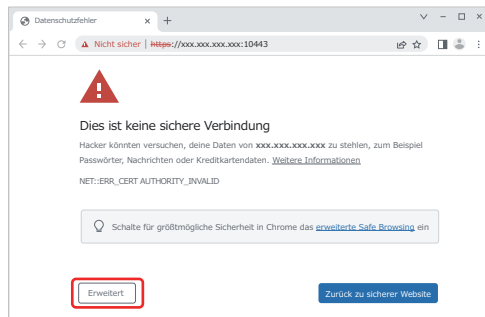 Datenschutzfehler
Nicht sicher | https://xxx.xxx.xxx.xxx:10443
Dies ist keine sichere Verbindung
Hacker könnten versuchen, deine Daten von xxx.xxx.xxx.xxx zu stehlen, zum Beispiel
Passwörter, Nachrichten oder Kreditkartendaten. Weitere Informationen
NET::ERR_CERT AUTHORITY_INVALID
Schalte für größtmögliche Sicherheit in Chrome das erweiterte Safe Browsing ein
Erweitert
Zurück zu sicherer Website